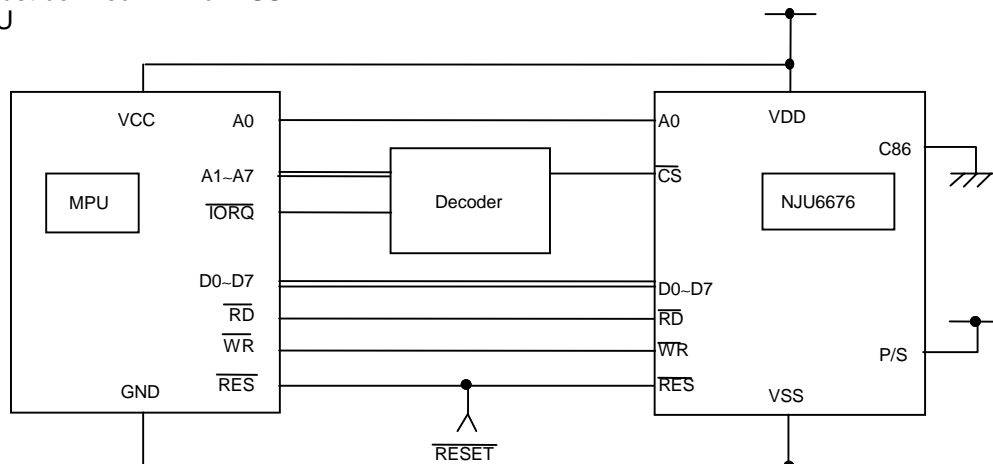 U
VCC
A0
A0
VDD
C86
A1~A7
CS
MPU
Decoder
NJU6676
IORQ
D0~D7
D0~D7
RD
RD
WR
WR
P/S
RES
RES
GND
VSS
RESET